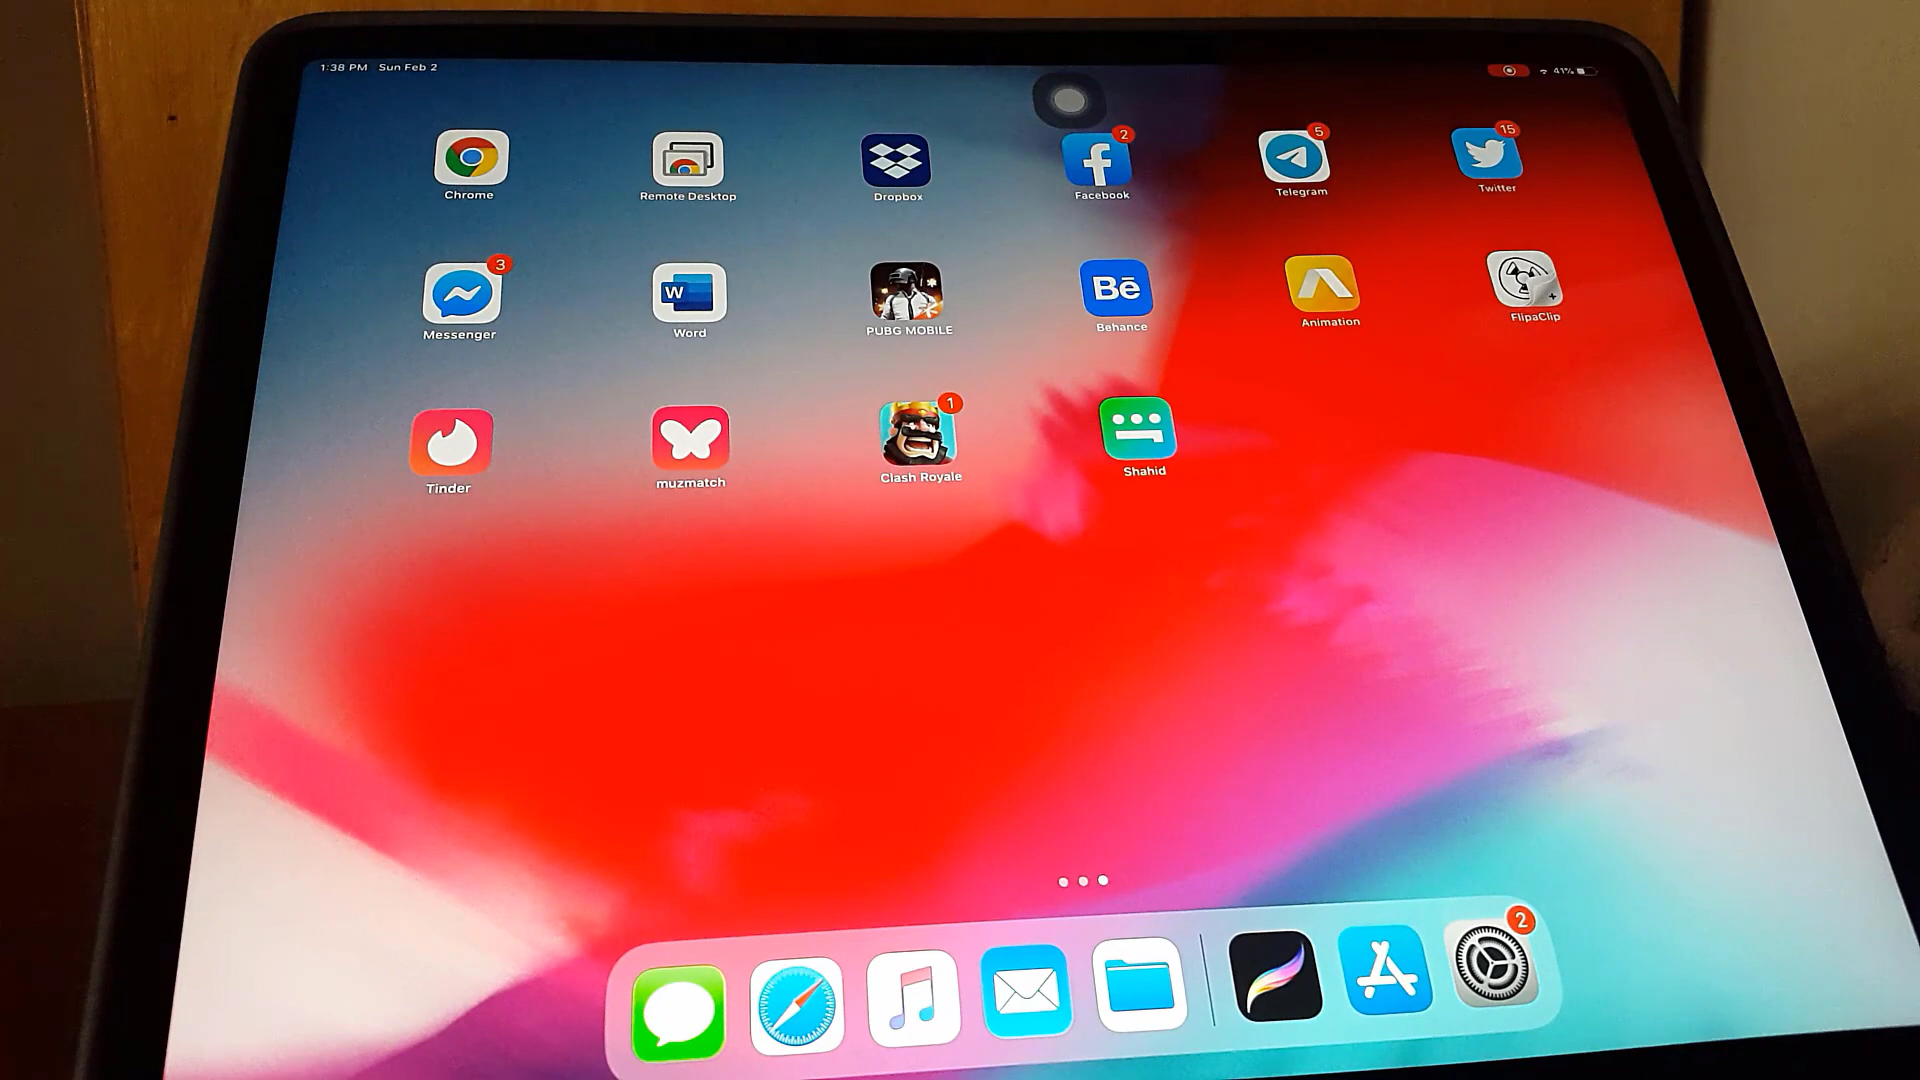 1:38 PM Sun Feb 2
41%
2
5
15
Chrome
Remote Desktop
Dropbox
Facebook
Telegram
Twitter
3
W
Bē
Messenger
Word
PUBG MOBILE
Behance
Animation
FlipaClip
1
Tinder
muzmatch
Clash Royale
Shahid
2